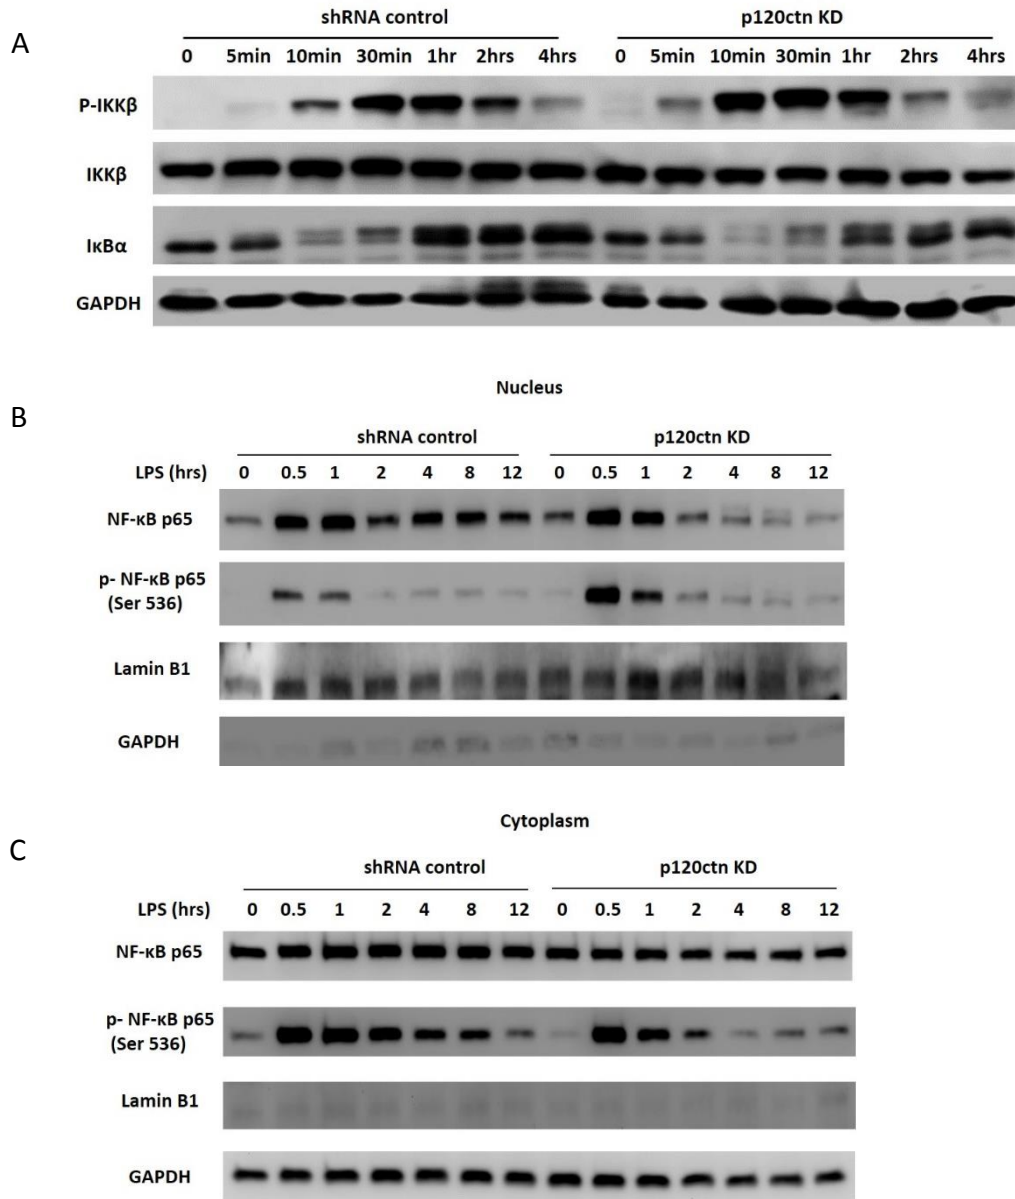 A
shRNA control p120ctn KD
0 5min 10min 30min 1hr 2hrs 4hrs 0 5min 10min 30min 1hr 2hrs 4hrs
P-IKKβ
IKKβ
IκBα
GAPDH
Nucleus
B
shRNA control p120ctn KD
LPS (hrs) 0 0.5 1 2 4 8 12 0 0.5 1 2 4 8 12
NF-κB p65
p- NF-κB p65
(Ser 536)
Lamin B1
GAPDH
Cytoplasm
C
shRNA control p120ctn KD
LPS (hrs) 0 0.5 1 2 4 8 12 0 0.5 1 2 4 8 12
NF-κB p65
p- NF-κB p65
(Ser 536)
Lamin B1
GAPDH